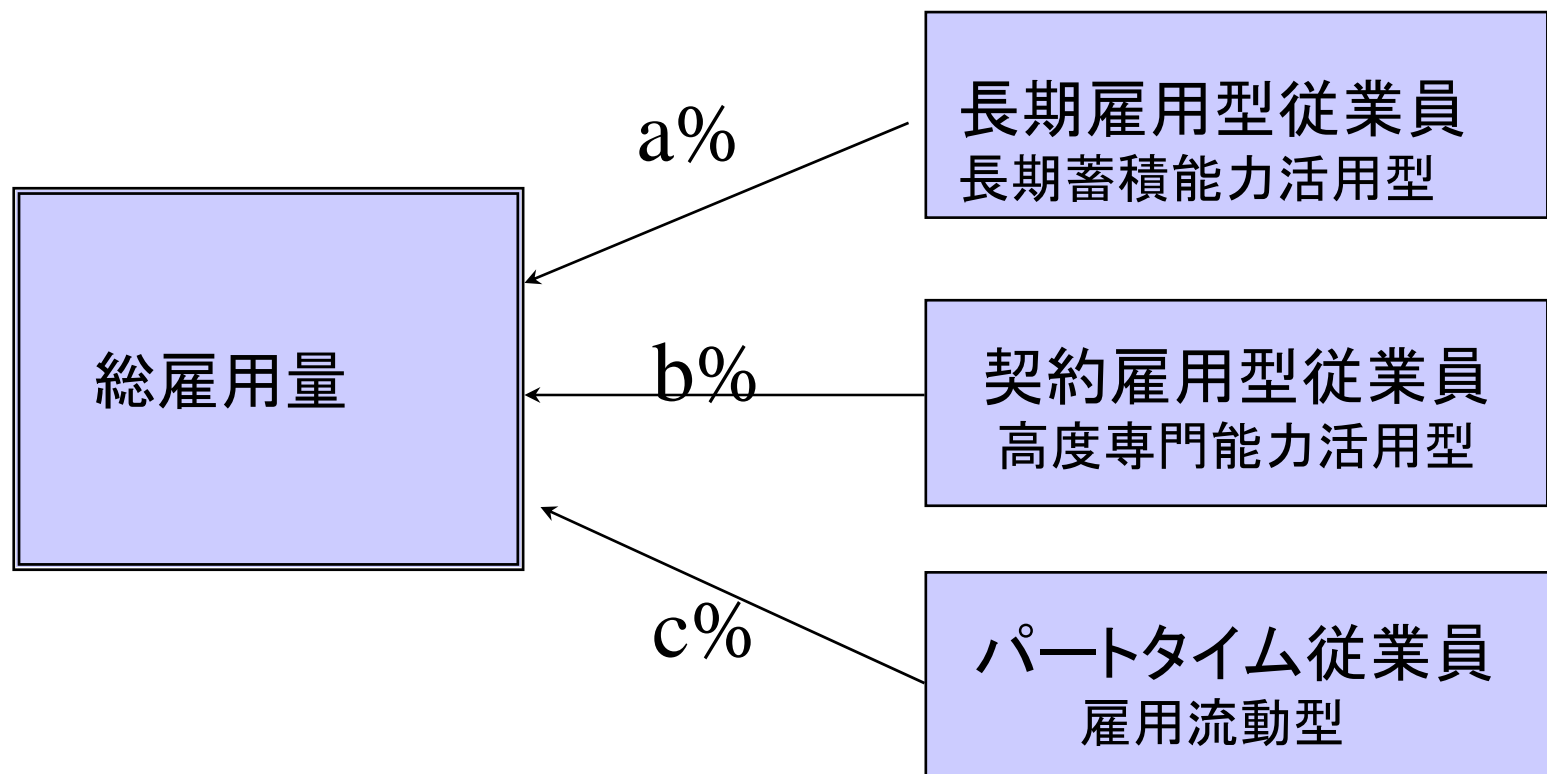 a%
長期雇用型従業員
長期蓄積能力活用型
総雇用量
b%
契約雇用型従業員
高度専門能力活用型
c%
パートタイム従業員
雇用流動型